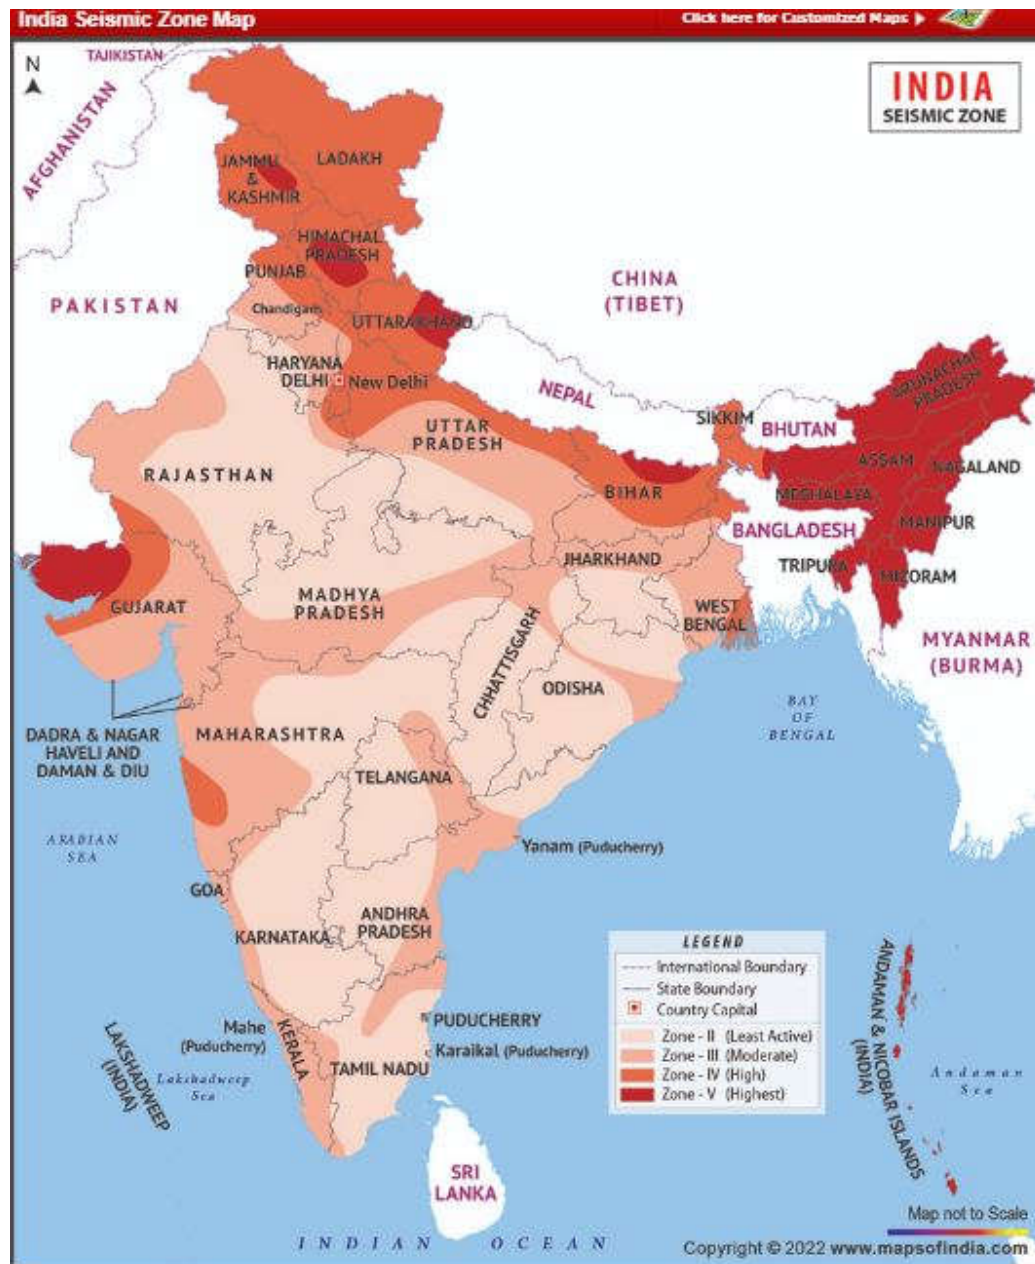 India Seismic Zone Map
Click here for Customized Maps
N
INDIA
SEISMIC ZONE
TAJIKISTAN
AFGHANISTAN
PAKISTAN
CHINA
(TIBET)
NEPAL
BHUTAN
BANGLADESH
MYANMAR
(BURMA)
SRI
LANKA
JAMMU
&
KASHMIR
LADAKH
HIMACHAL
PRADESH
PUNJAB
Chandigarh
UTTARAKHAND
HARYANA
DELHI
New Delhi
UTTAR
PRADESH
RAJASTHAN
BIHAR
SIKKIM
ARUNACHAL
PRADESH
ASSAM
NAGALAND
MESHALAYA
MANIPUR
TRIPURA
MIZORAM
JHARKHAND
WEST
BENGAL
GUJARAT
MADHYA
PRADESH
CHHATTISGARH
ODISHA
DADRA & NAGAR
HAVELI AND
DAMAN & DIU
MAHARASHTRA
TELANGANA
Yanam (Puducherry)
GOA
KARNATAKA
ANDHRA
PRADESH
PUDUCHERRY
Karaikal (Puducherry)
Mahe
(Puducherry)
KERALA
TAMIL NADU
LAKSHADWEEP
(INDIA)
Lakshadweep
Sea
ARABIAN
SEA
BAY
OF
BENGAL
ANDAMAN & NICOBAR ISLANDS
(INDIA)
Andaman
Sea
INDIAN OCEAN
LEGEND
International Boundary
State Boundary
Country Capital
Zone - II (Least Active)
Zone - III (Moderate)
Zone - IV (High)
Zone - V (Highest)
Map not to Scale
Copyright © 2022 www.mapsofindia.com